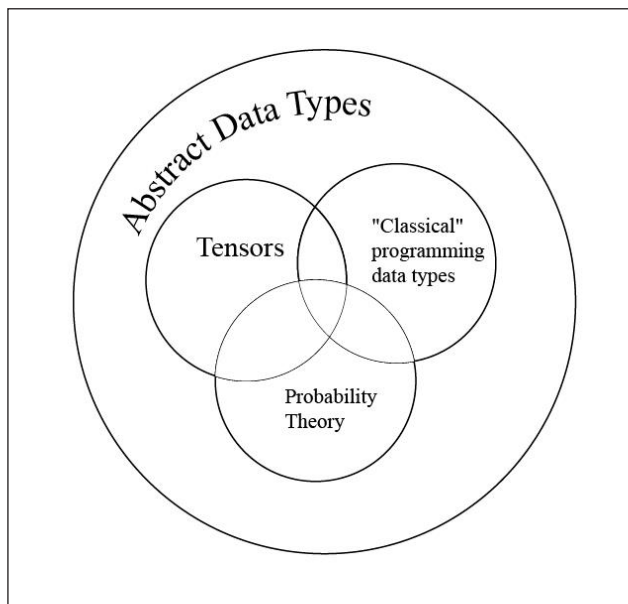 Abstract Data Types
Tensors
"Classical"
programming
data types
Probability
Theory